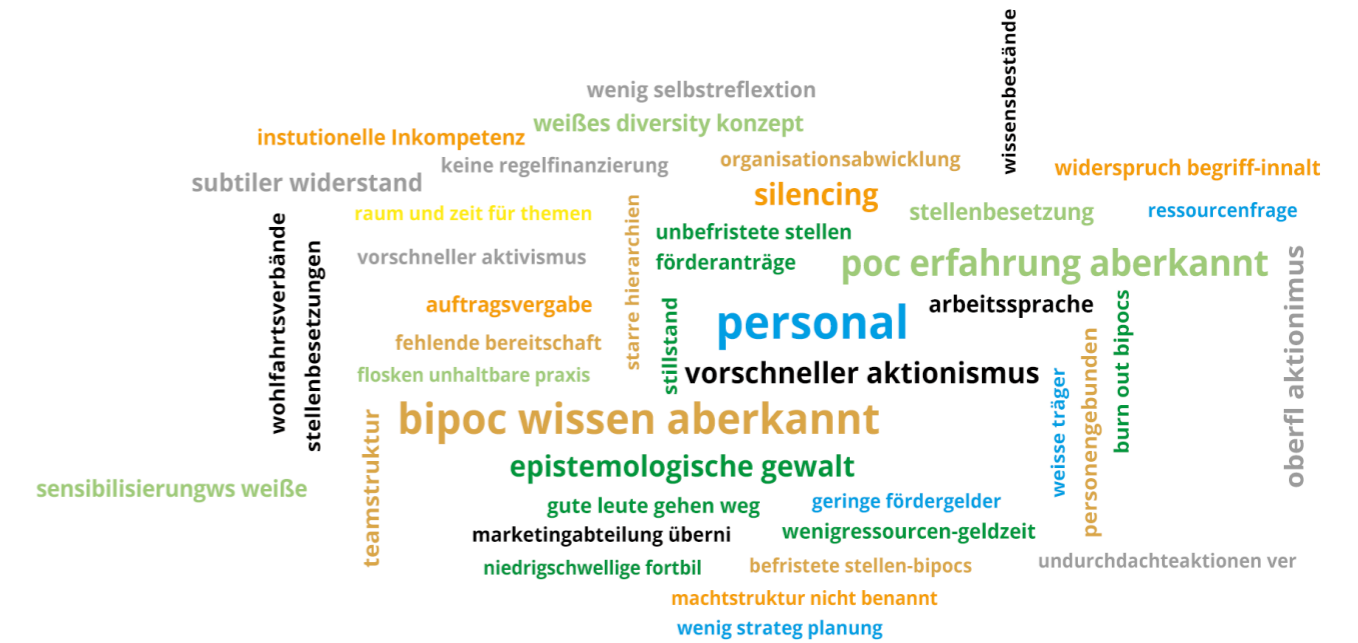 wissensbestände
wenig selbstreflextion
weißes diversity konzept
instutionelle Inkompetenz
keine regelfinanzierung
organisationsabwicklung
widerspruch begriff-innalt
subtiler widerstand
silencing
raum und zeit für themen
stellenbesetzung
ressourcenfrage
wohlfahrtsverbände
stellenbesetzungen
starre hierarchien
unbefristete stellen
vorschneller aktivismus
förderanträge
poc erfahrung aberkannt
oberfl aktionimus
auftragsvergabe
stillstand
personal
arbeitssprache
burn out bipocs
fehlende bereitschaft
personengebunden
flosken unhaltbare praxis
vorschneller aktionismus
weisse träger
teamstruktur
bipoc wissen aberkannt
epistemologische gewalt
sensibilisierungws weiße
gute leute gehen weg
geringe fördergelder
marketingabteilung überni
wenigressourcen-geldzeit
niedrigschwellige fortbil
befristete stellen-bipocs
undurchdachteaktionen ver
machtstruktur nicht benannt
wenig strateg planung